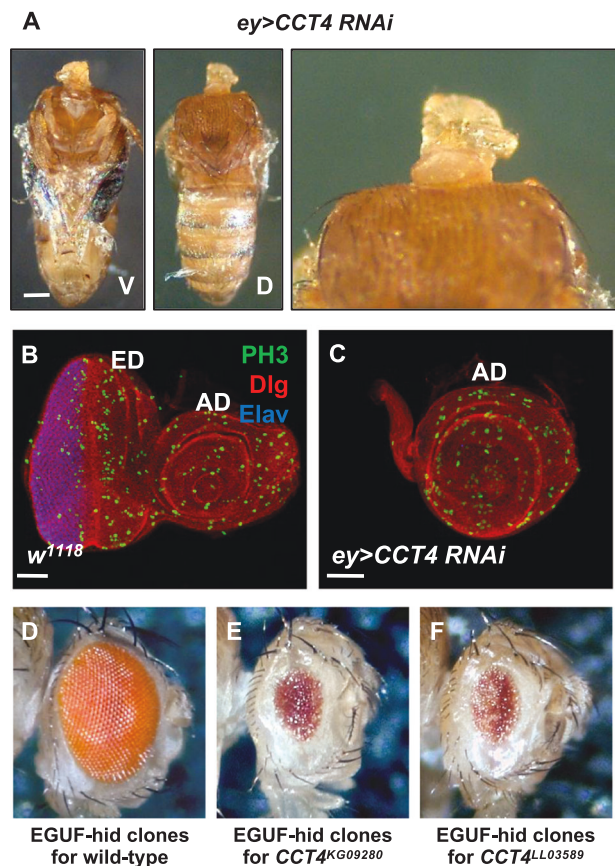 A
ey>CCT4 RNAi
V
D
B
ED
AD
PH3
Dlg
Elav
w1118
C
AD
ey>CCT4 RNAi
D
E
F
EGUF-hid clones
for wild-type
EGUF-hid clones
for CCT4KG09280
EGUF-hid clones
for CCT4LL03589